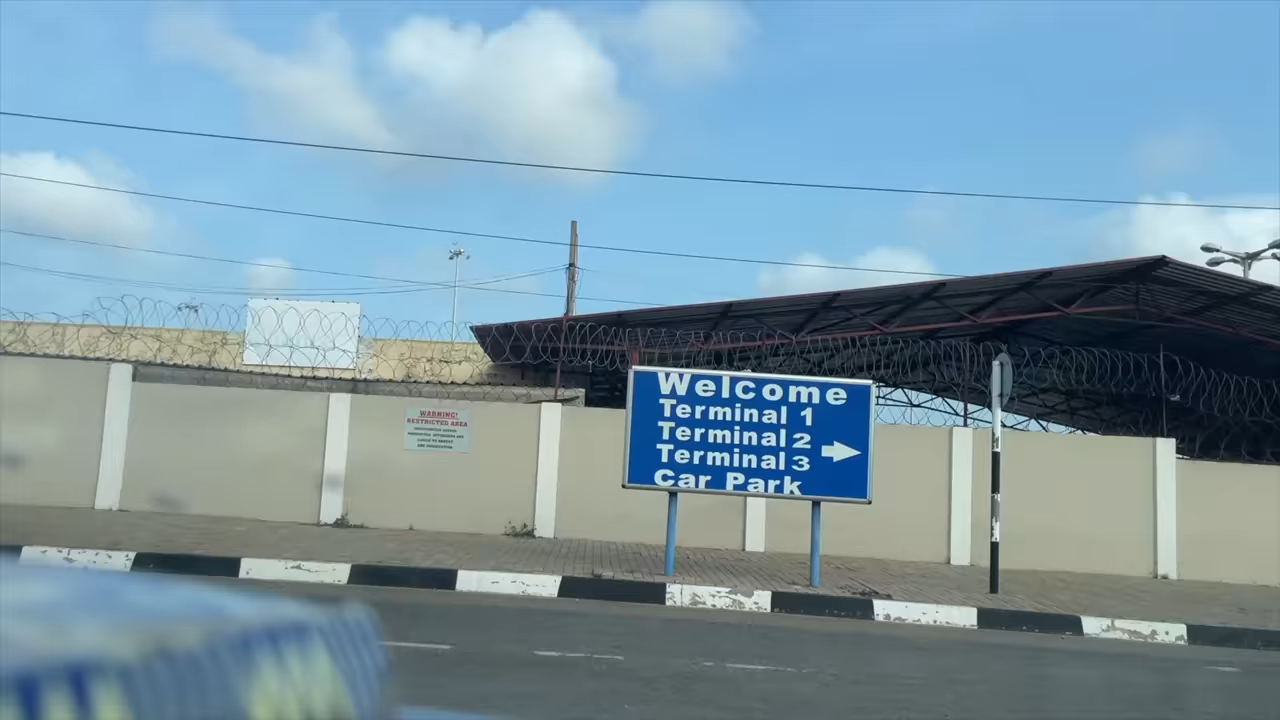 WARNING!
RESTRICTED AREA
Welcome
Terminal 1
Terminal 2
Terminal 3
Car Park